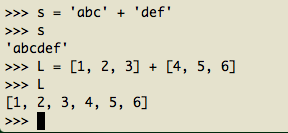 >>> s = 'abc' + 'def'
>>> s
'abcdef'
>>> L = [1, 2, 3] + [4, 5, 6]
>>> L
[1, 2, 3, 4, 5, 6]
>>>